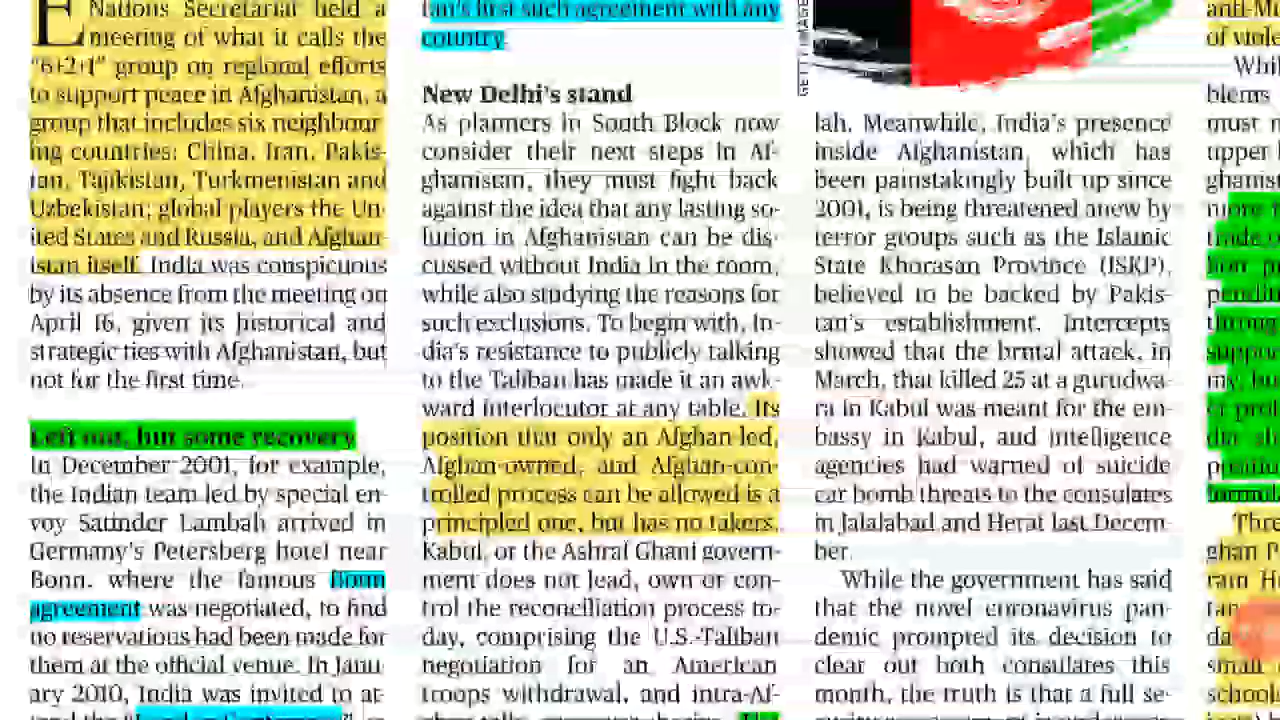 Nations Secretariat held a
E meeting of what it calls the
“6+2+1” group on regional efforts
to support peace in Afghanistan, a
group that includes six neighbour-
ing countries: China, Iran, Pakis-
tan, Tajikistan, Turkmenistan and
Uzbekistan; global players the Un-
ited States and Russia, and Afghan-
istan itself. India was conspicuous
by its absence from the meeting on
April 16, given its historical and
strategic ties with Afghanistan, but
not for the first time.
Left out, but some recovery
In December 2001, for example,
the Indian team led by special en-
voy Satinder Lambah arrived in
Germany's Petersberg hotel near
Bonn, where the famous Bonn
agreement was negotiated, to find
no reservations had been made for
them at the official venue. In Janu-
ary 2010, India was invited to at-
tan's first such agreement with any
country.
New Delhi's stand
As planners in South Block now
consider their next steps in Af-
ghanistan, they must fight back
against the idea that any lasting so-
lution in Afghanistan can be dis-
cussed without India in the room,
while also studying the reasons for
such exclusions. To begin with, In-
dia's resistance to publicly talking
to the Taliban has made it an awk-
ward interlocutor at any table. Its
position that only an Afghan-led,
Afghan-owned, and Afghan-con-
trolled process can be allowed is a
principled one, but has no takers.
Kabul, or the Ashraf Ghani govern-
ment does not lead, own or con-
trol the reconciliation process to-
day, comprising the U.S.-Taliban
negotiation for an American
troops withdrawal, and intra-Af-
GETTY IMAGE
lah. Meanwhile, India's presence
inside Afghanistan, which has
been painstakingly built up since
2001, is being threatened anew by
terror groups such as the Islamic
State Khorasan Province (ISKP),
believed to be backed by Pakis-
tan's establishment. Intercepts
showed that the brutal attack, in
March, that killed 25 at a gurudwa-
ra in Kabul was meant for the em-
bassy in Kabul, and intelligence
agencies had warned of suicide
car bomb threats to the consulates
in Jalalabad and Herat last Decem-
ber.
While the government has said
that the novel coronavirus pan-
demic prompted its decision to
clear out both consulates this
month, the truth is that a full se-
anti-Mu
of viole
Whil
blems
must n
upper
ghanist